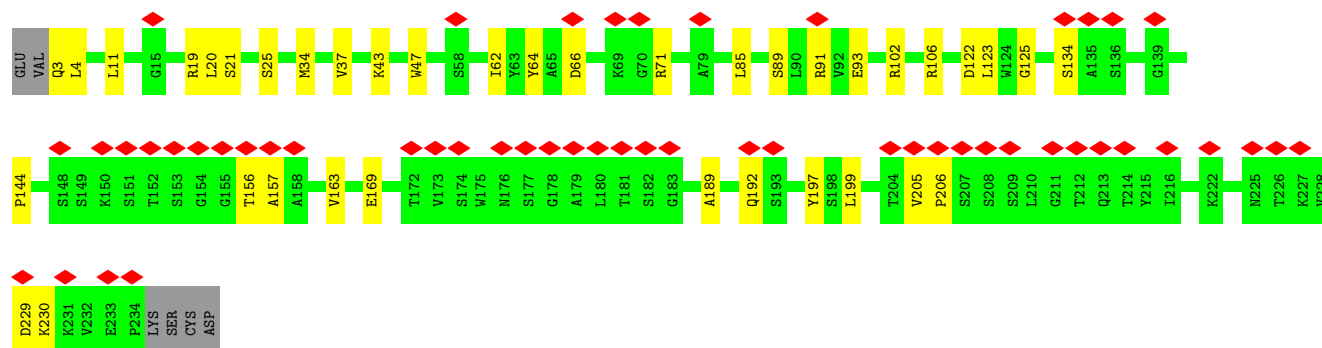 GLU VAL Q3 L4 L11 G15 R19 L20 S21 S25 M34 V37 K43 W47 S58 I62 Y63 Y64 A65 D66 K69 G70 R71 A79 L85 S89 L90 R91 V92 E93 R102 R106 D122 L123 W124 G125 S134 A135 S136 G139
P144 S148 S149 K150 S151 T152 S153 G154 G155 T156 A157 A158 V163 E169 T172 V173 S174 W175 N176 S177 G178 A179 L180 T181 S182 G183 A189 Q192 S193 Y197 S198 L199 T204 V205 P206 S207 S208 S209 L210 G211 T212 Q213 T214 Y215 I216 K222 N225 T226 K227 V228
D229 K230 K231 V232 E233 P234 LYS SER CYS ASP